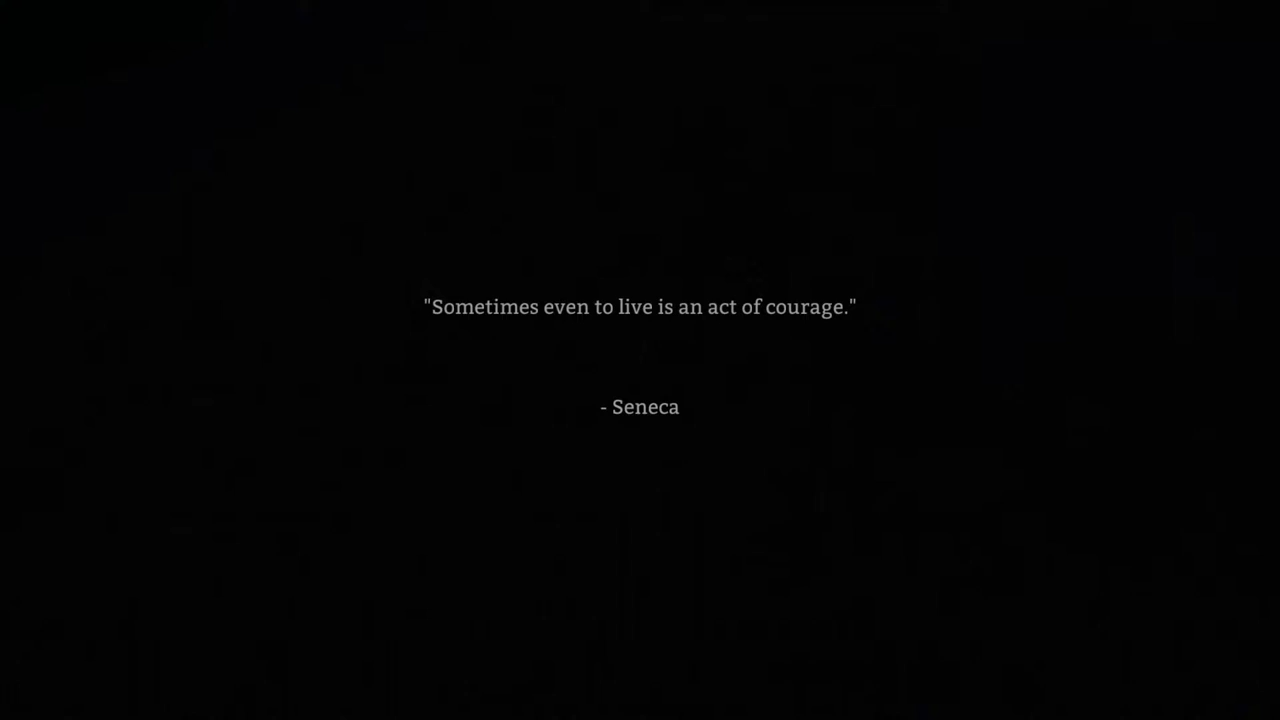 "Sometimes even to live is an act of courage."
- Seneca